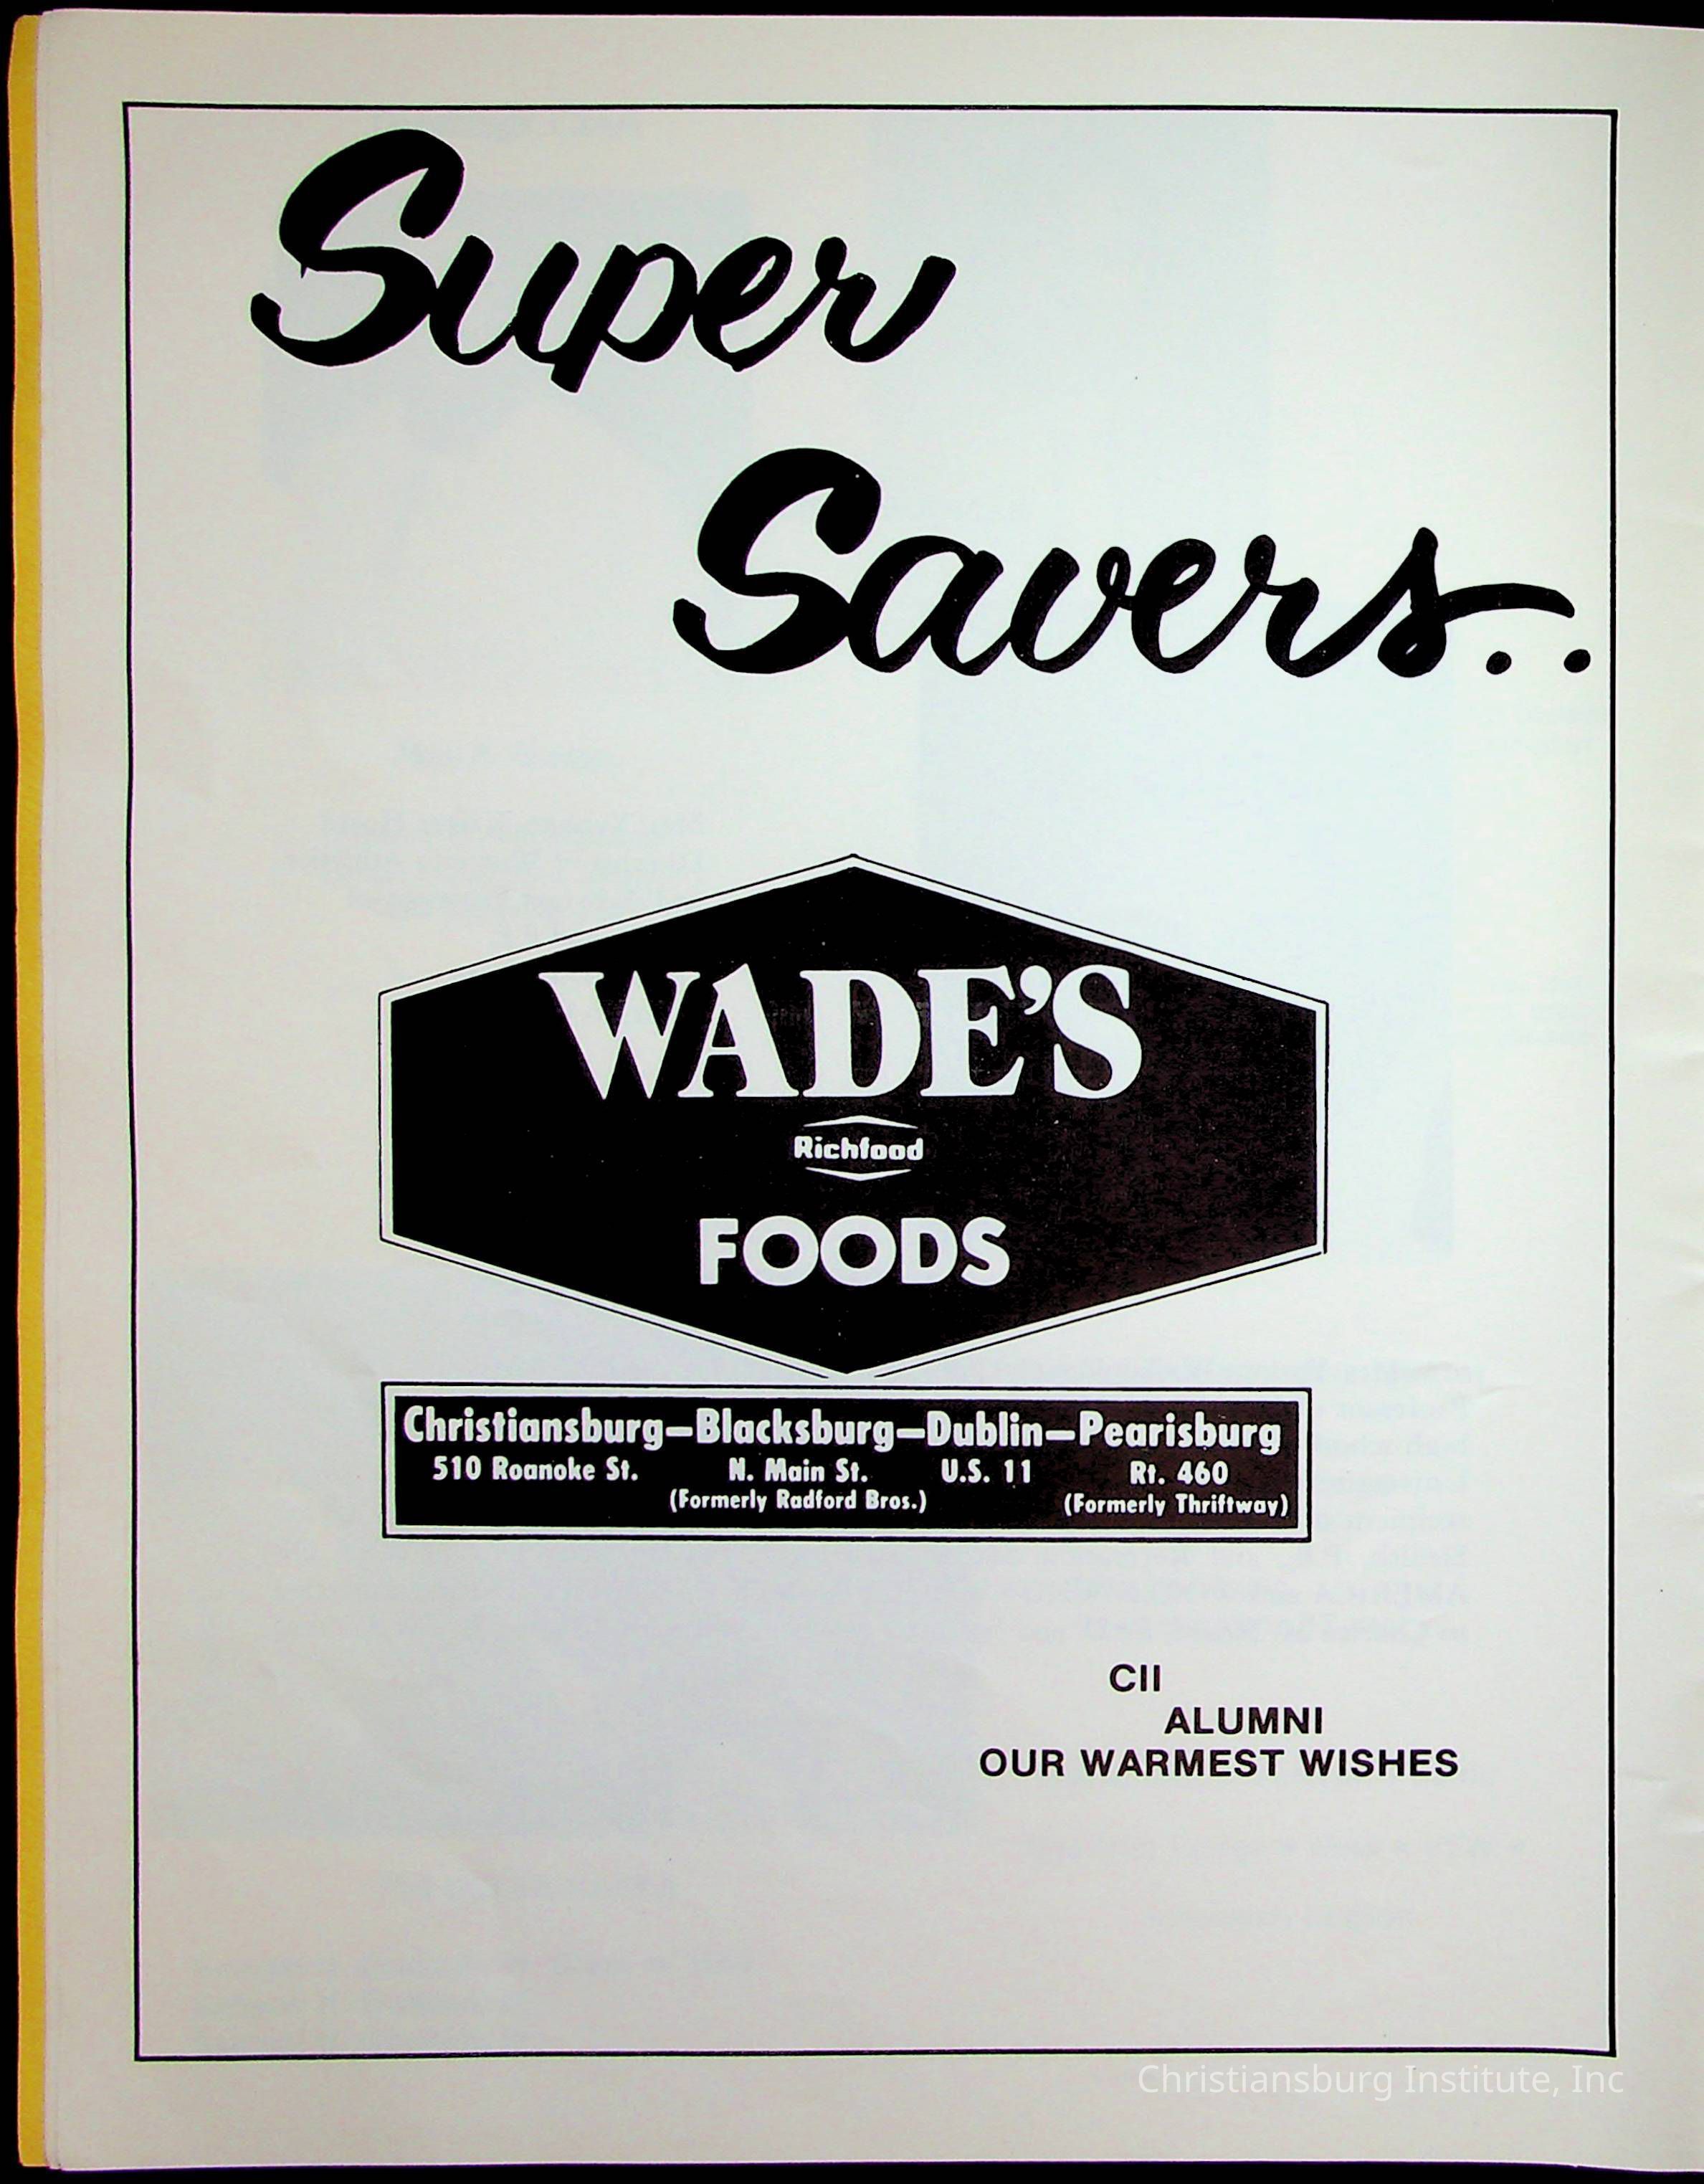 Super
Savers..
WADE'S
Richfood
FOODS
Christiansburg—Blacksburg—Dublin—Pearisburg
510 Roanoke St. N. Main St. U.S. 11 Rt. 460
(Formerly Radford Bros.) (Formerly Thriftway)
CII
ALUMNI
OUR WARMEST WISHES
Christiansburg Institute, Inc